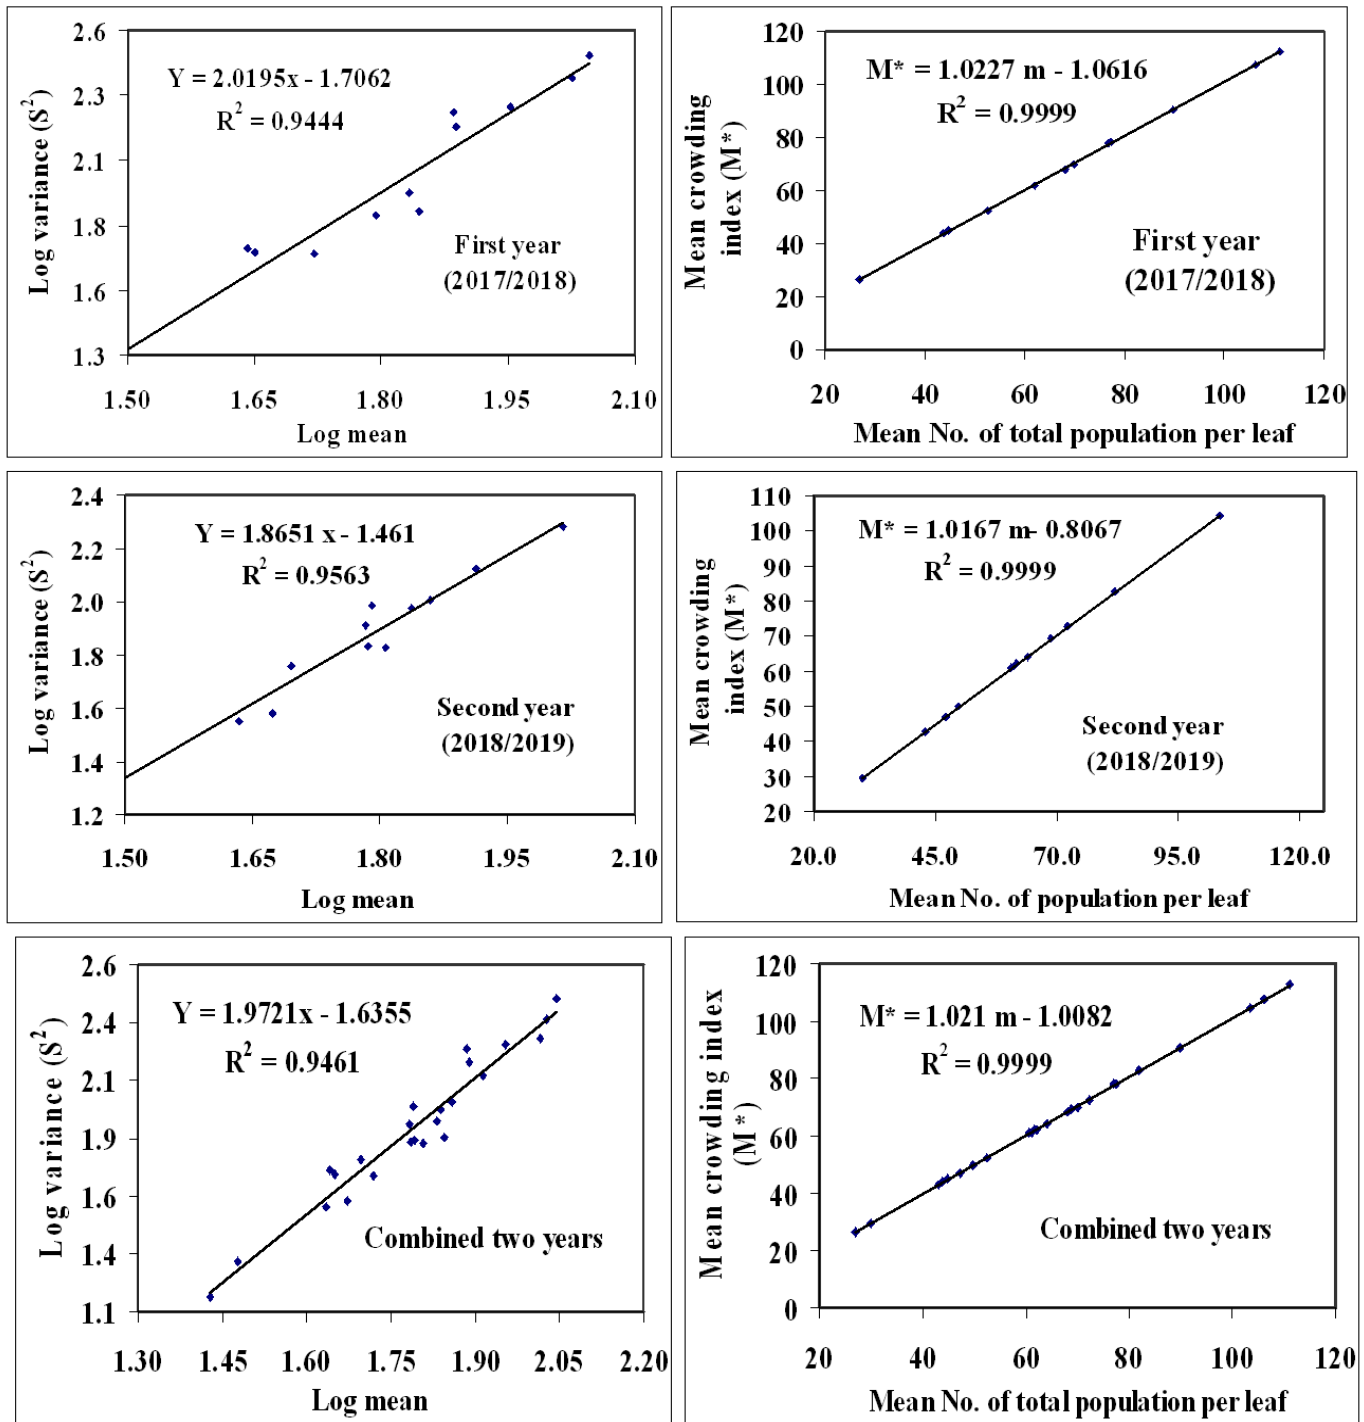 2.6
2.3
2.1
1.8
1.6
1.3
Log variance (S²)
Y = 2.0195x - 1.7062
R² = 0.9444
First year
(2017/2018)
1.50 1.65 1.80 1.95 2.10
Log mean
120
100
80
60
40
20
0
Mean crowding
index (M*)
M* = 1.0227 m - 1.0616
R² = 0.9999
First year
(2017/2018)
20 40 60 80 100 120
Mean No. of total population per leaf
2.4
2.2
2.0
1.8
1.6
1.4
1.2
Log variance (S²)
Y = 1.8651 x - 1.461
R² = 0.9563
Second year
(2018/2019)
1.50 1.65 1.80 1.95 2.10
Log mean
110
100
90
80
70
60
50
40
30
20
Mean crowding
index (M*)
M* = 1.0167 m- 0.8067
R² = 0.9999
Second year
(2018/2019)
20.0 45.0 70.0 95.0 120.0
Mean No. of population per leaf
2.6
2.4
2.1
1.9
1.6
1.4
1.1
Log variance (S²)
Y = 1.9721x - 1.6355
R² = 0.9461
Combined two years
1.30 1.45 1.60 1.75 1.90 2.05 2.20
Log mean
120
100
80
60
40
20
0
Mean crowding index
(M*)
M* = 1.021 m - 1.0082
R² = 0.9999
Combined two years
20 40 60 80 100 120
Mean No. of total population per leaf